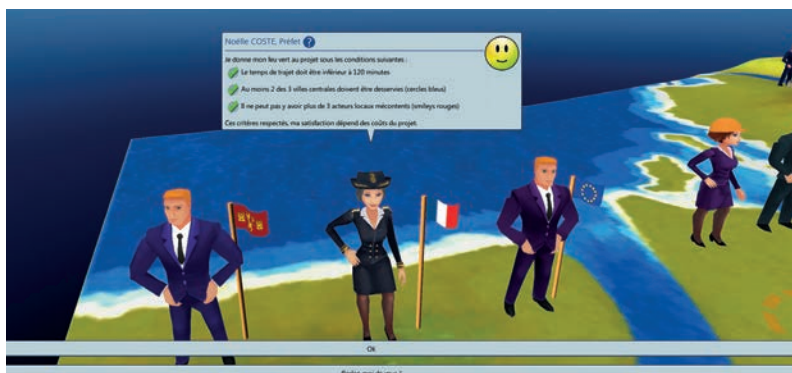 Noëlle COSTE, Préfet ?
Je donne mon feu vert au projet sous les conditions suivantes :
Le temps de trajet doit être inférieur à 120 minutes
Au moins 2 des 3 villes centrales doivent être desservies (cercles bleus)
Il ne peut pas y avoir plus de 3 acteurs locaux mécontents (smileys rouges)
Ces critères respectés, ma satisfaction dépend des coûts du projet.
Ok